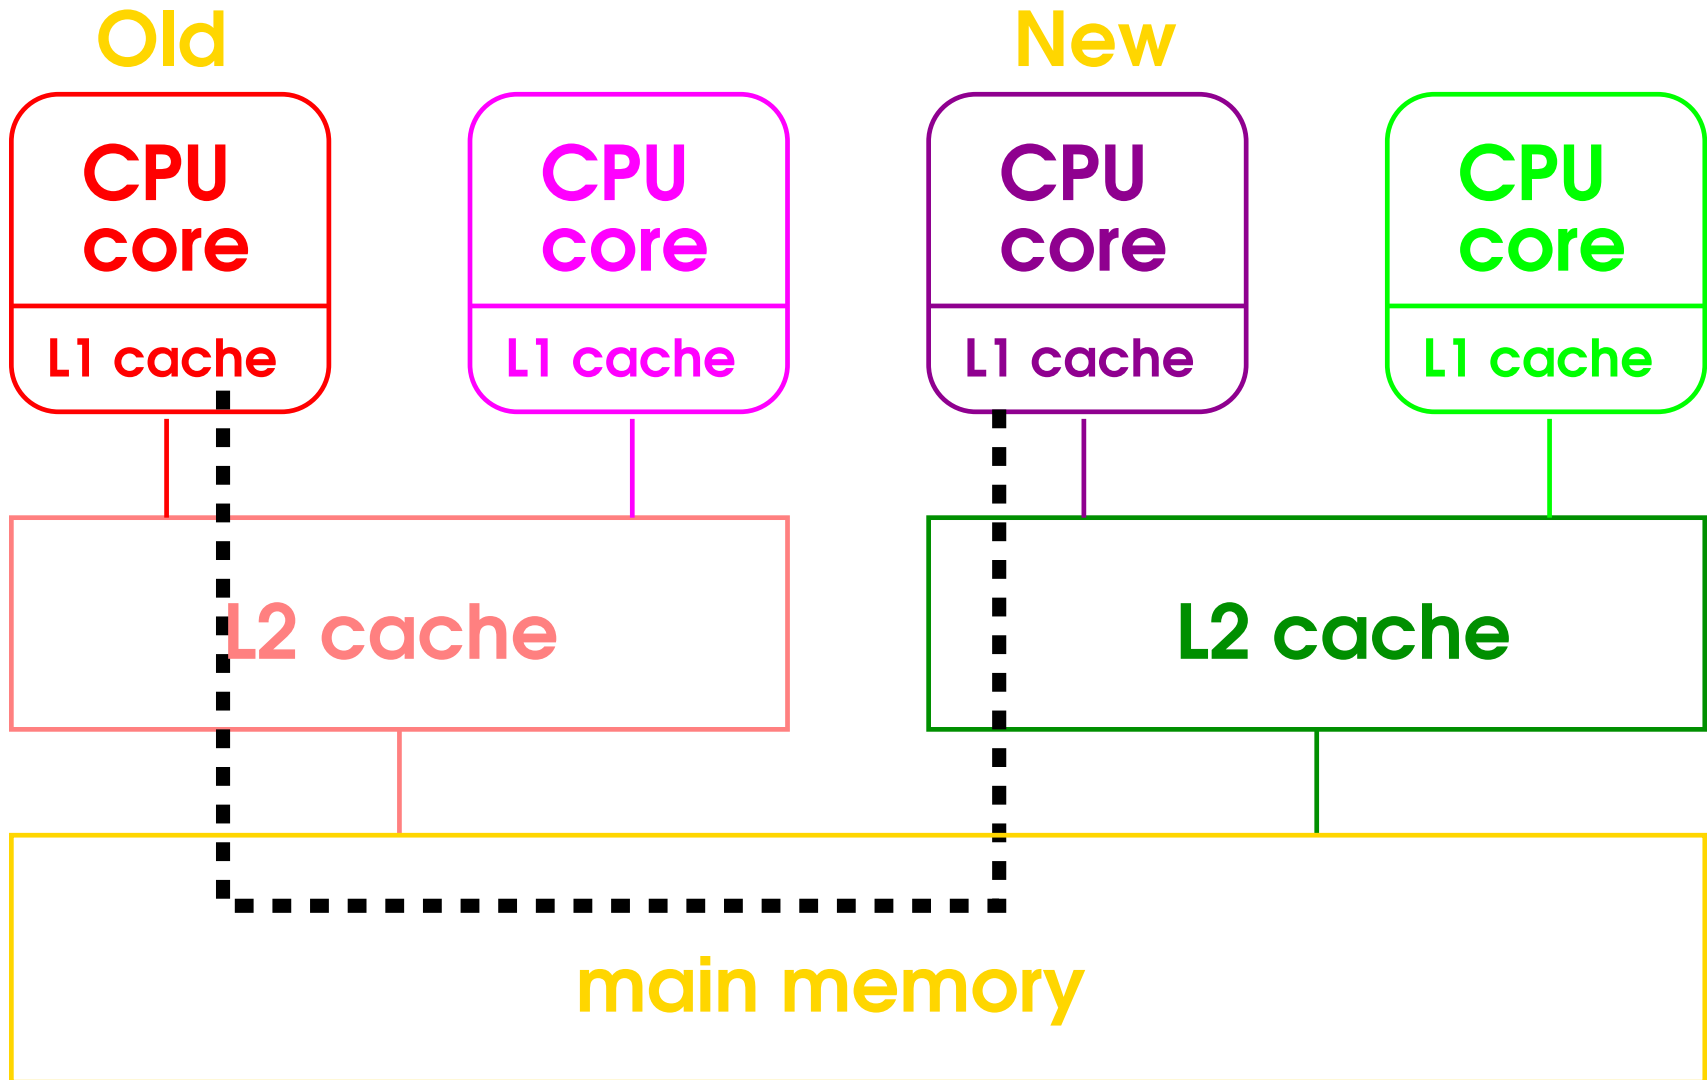 Old
New
CPU
core
L1 cache
CPU
core
L1 cache
CPU
core
L1 cache
CPU
core
L1 cache
L2 cache
L2 cache
main memory